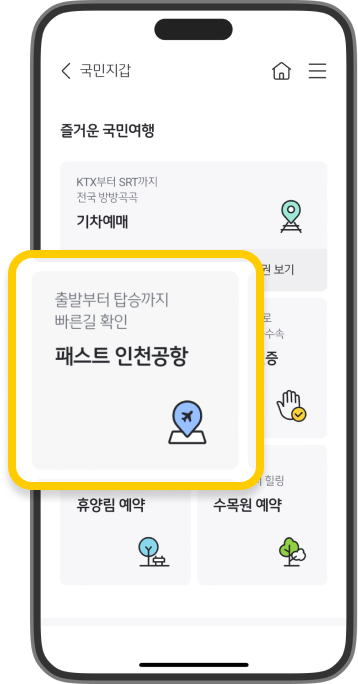 국민지갑
즐거운 국민여행
KTX부터 SRT까지
전국 방방곡곡
기차예매
보기
출발부터 탑승까지
빠른길 확인
패스트 인천공항
수속
힐링
휴양림 예약
수목원 예약